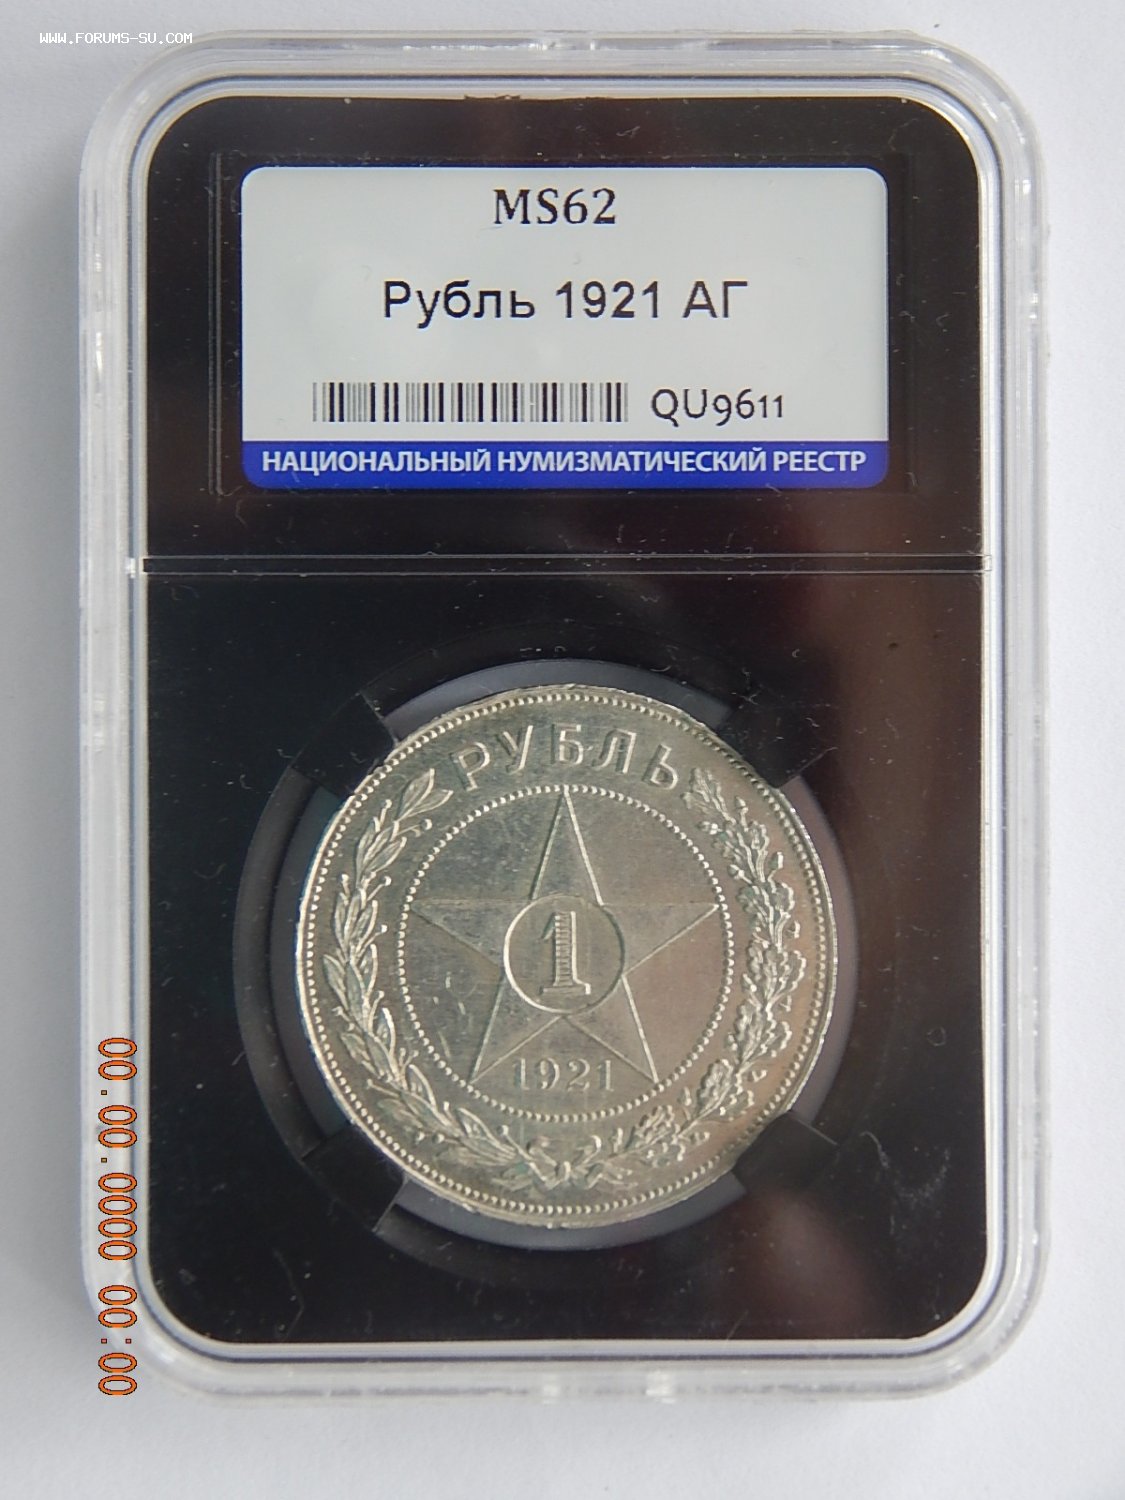 WWW.FORUMS-SU.COM
MS62
Рубль 1921 АГ
QU9611
НАЦИОНАЛЬНЫЙ НУМИЗМАТИЧЕСКИЙ РЕЕСТР
РУБЛЬ
1
1921
00:00 0000.00.00